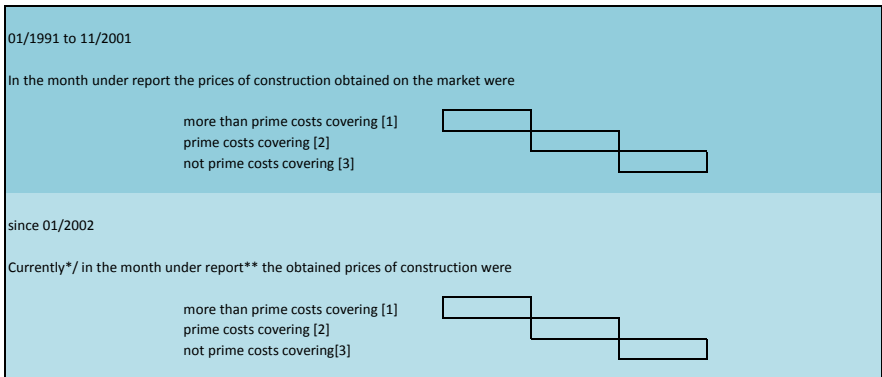 01/1991 to 11/2001
In the month under report the prices of construction obtained on the market were
more than prime costs covering [1]
prime costs covering [2]
not prime costs covering [3]
since 01/2002
Currently*/ in the month under report** the obtained prices of construction were
more than prime costs covering [1]
prime costs covering [2]
not prime costs covering[3]